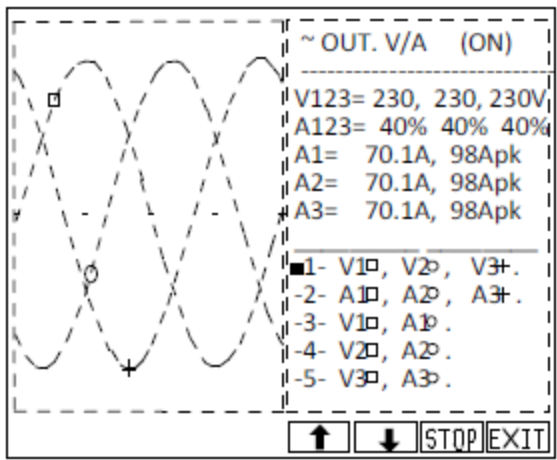 ~ OUT. V/A (ON)
V123= 230, 230, 230V
A123= 40% 40% 40%
A1= 70.1A, 98Apk
A2= 70.1A, 98Apk
A3= 70.1A, 98Apk
■1- V1□, V2○, V3+.
-2- A1□, A2○, A3+.
-3- V1□, A1○.
-4- V2□, A2○.
-5- V3□, A3○.
↑ ↓ STOP EXIT